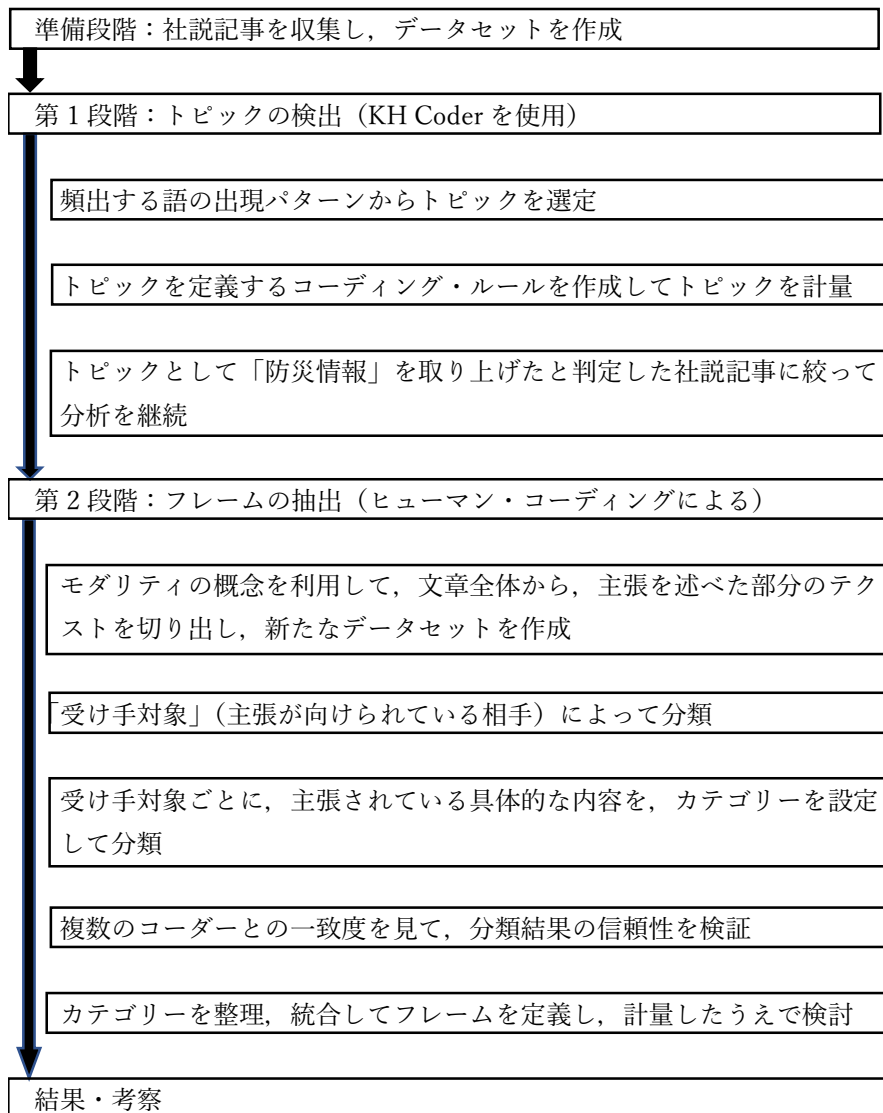 準備段階：社説記事を収集し，データセットを作成
第1段階：トピックの検出（KH Coder を使用）
頻出する語の出現パターンからトピックを選定
トピックを定義するコーディング・ルールを作成してトピックを計量
トピックとして「防災情報」を取り上げたと判定した社説記事に絞って
分析を継続
第2段階：フレームの抽出（ヒューマン・コーディングによる）
モダリティの概念を利用して，文章全体から，主張を述べた部分のテク
ストを切り出し，新たなデータセットを作成
「受け手対象」（主張が向けられている相手）によって分類
受け手対象ごとに，主張されている具体的な内容を，カテゴリーを設定
して分類
複数のコーダーとの一致度を見て，分類結果の信頼性を検証
カテゴリーを整理，統合してフレームを定義し，計量したうえで検討
結果・考察